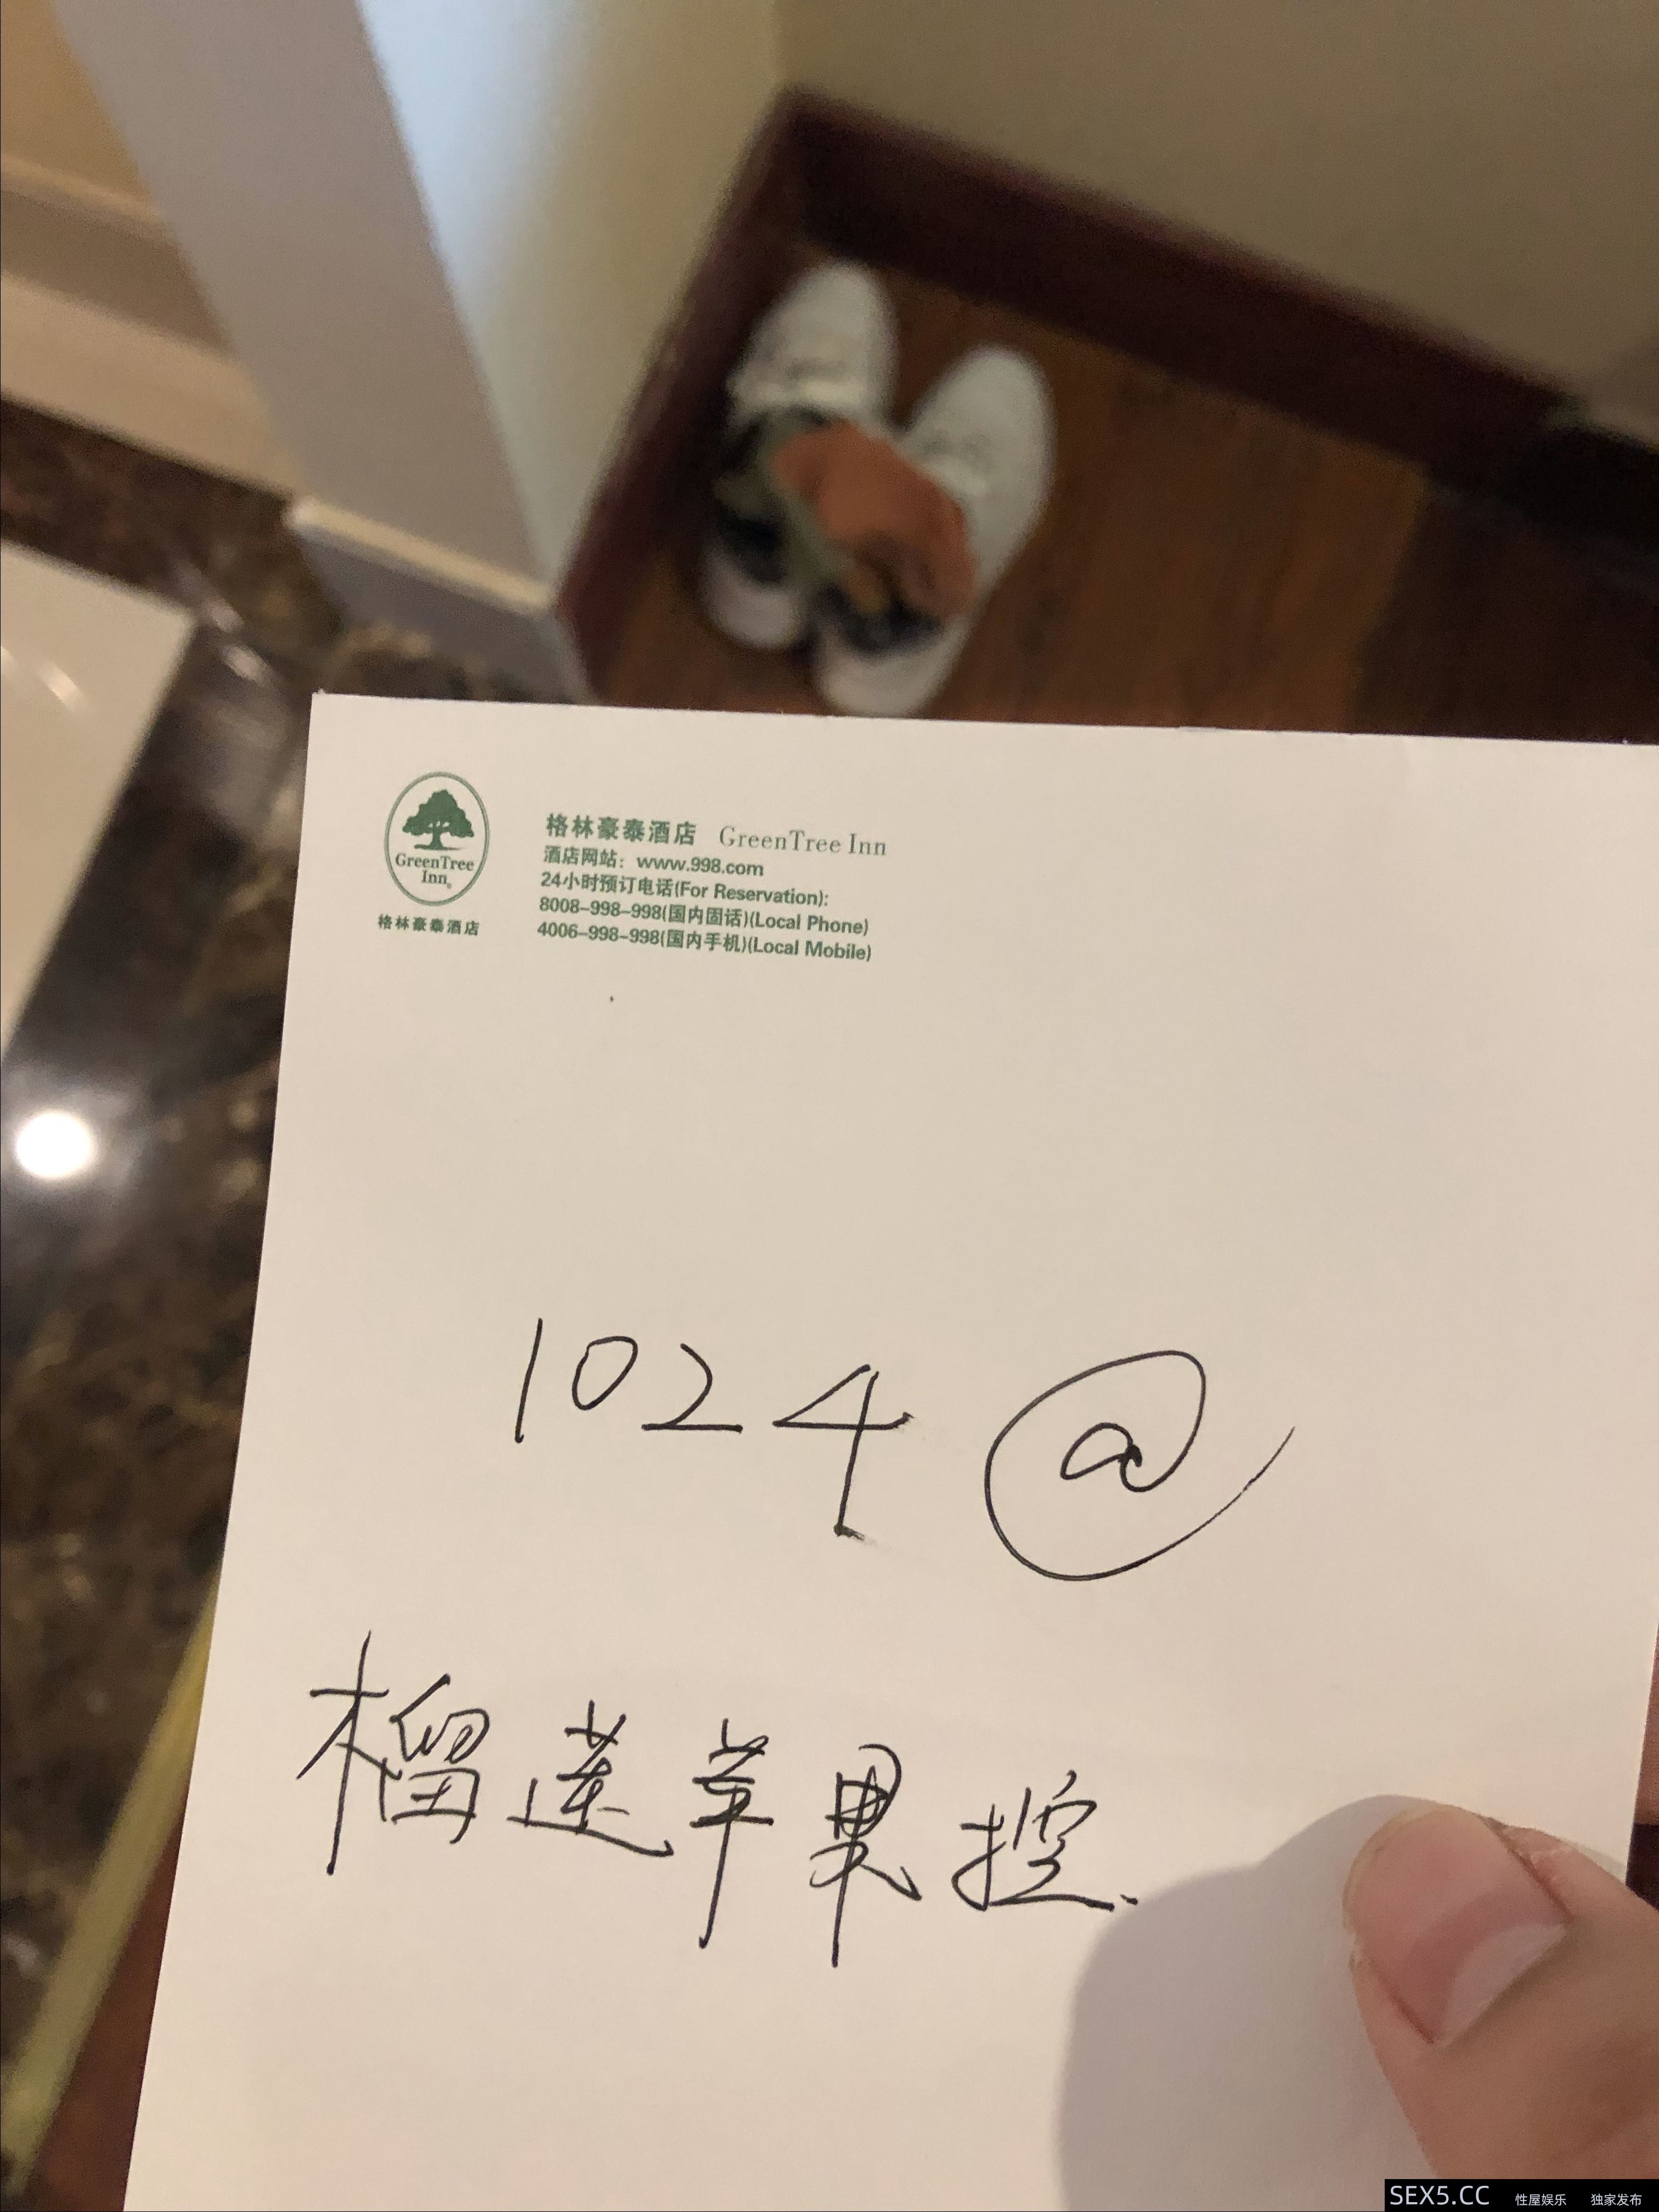 GreenTree
Inn
格林豪泰酒店
格林豪泰酒店 GreenTree Inn
酒店网站：www.998.com
24小时预订电话(For Reservation):
8008-998-998(国内固话)(Local Phone)
4006-998-998(国内手机)(Local Mobile)
1024 @
榴莲苹果控
SEX5.CC 性屋娱乐 独家发布